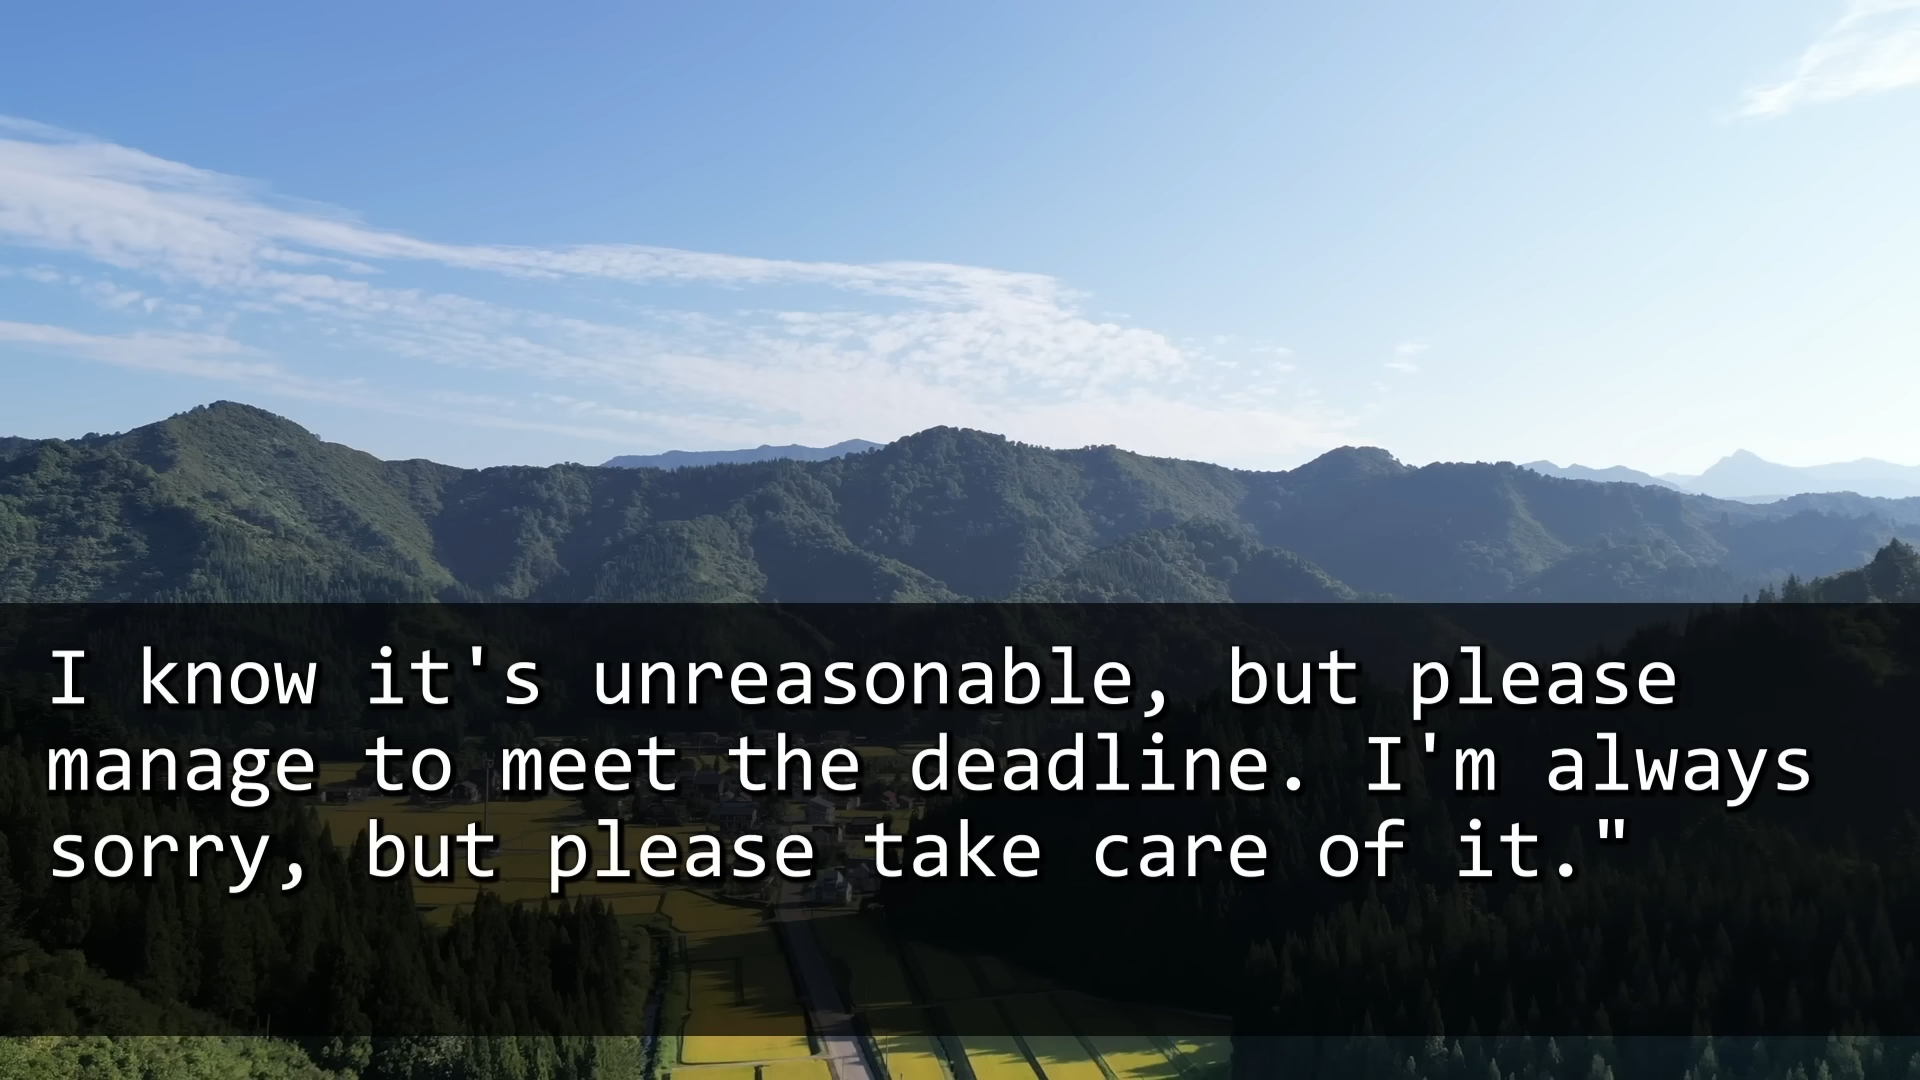 I know it's unreasonable, but please
manage to meet the deadline. I'm always
sorry, but please take care of it."